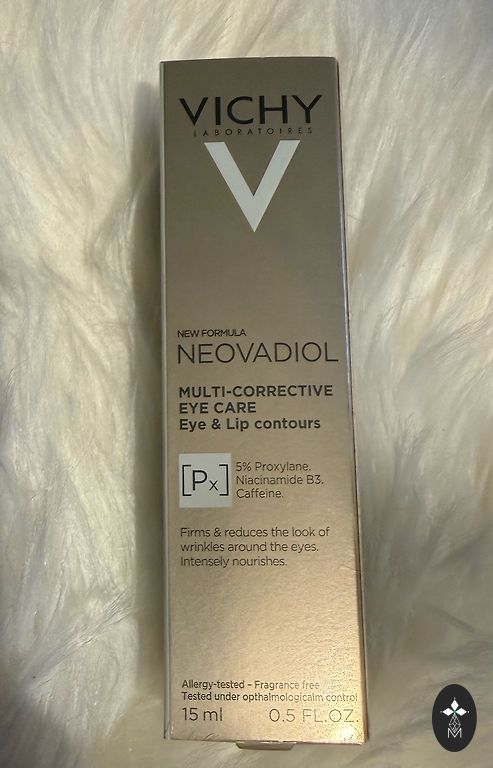 VICHY
LABORATOIRES
V
NEW FORMULA
NEOVADIOL
MULTI-CORRECTIVE
EYE CARE
Eye & Lip contours
[Px]
5% Proxylane.
Niacinamide B3.
Caffeine.
Firms & reduces the look of
wrinkles around the eyes.
Intensely nourishes.
Allergy-tested – Fragrance free
Tested under opthalmologicalm control
15 ml 0.5 FL.OZ.
M